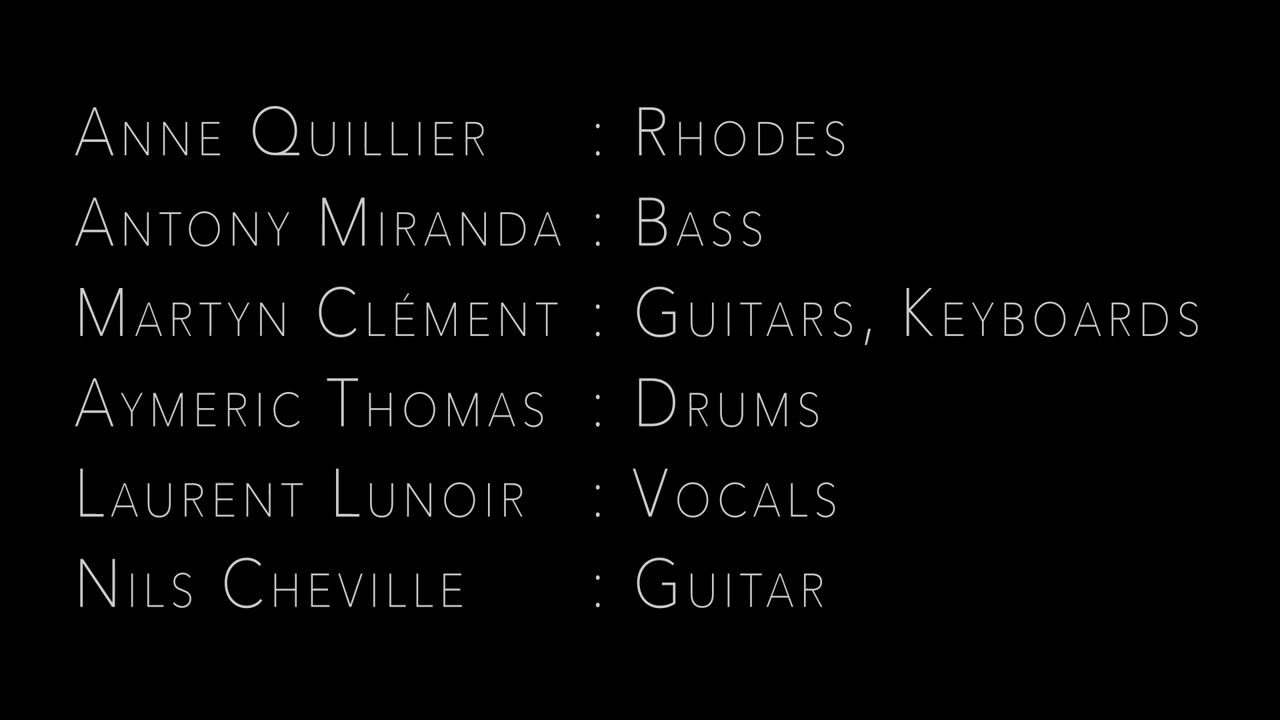 Anne Quillier : Rhodes
Antony Miranda : Bass
Martyn Clément : Guitars, Keyboards
Aymeric Thomas : Drums
Laurent Lunoir : Vocals
Nils Cheville : Guitar